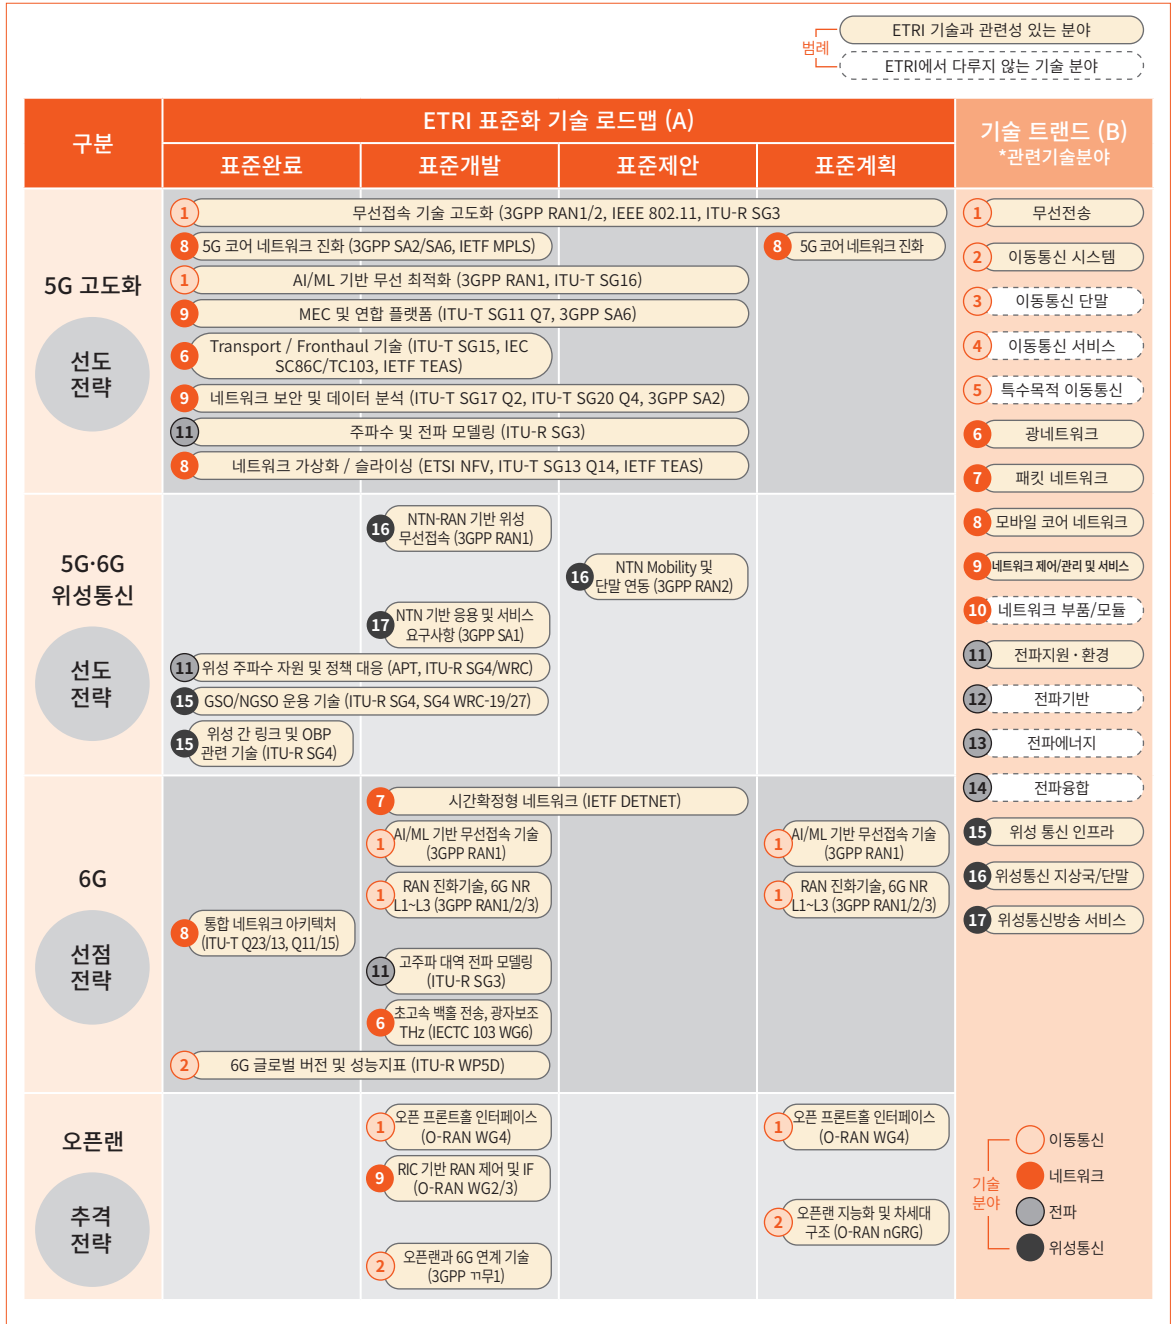 범례
ETRI 기술과 관련성 있는 분야
ETRI에서 다루지 않는 기술 분야
구분
ETRI 표준화 기술 로드맵 (A)
기술 트랜드 (B)
*관련기술분야
표준완료
표준개발
표준제안
표준계획
5G 고도화
선도
전략
1 무선접속 기술 고도화 (3GPP RAN1/2, IEEE 802.11, ITU-R SG3
8 5G 코어 네트워크 진화 (3GPP SA2/SA6, IETF MPLS)
8 5G 코어 네트워크 진화
1 AI/ML 기반 무선 최적화 (3GPP RAN1, ITU-T SG16)
9 MEC 및 연합 플랫폼 (ITU-T SG11 Q7, 3GPP SA6)
6 Transport / Fronthaul 기술 (ITU-T SG15, IEC
SC86C/TC103, IETF TEAS)
9 네트워크 보안 및 데이터 분석 (ITU-T SG17 Q2, ITU-T SG20 Q4, 3GPP SA2)
11 주파수 및 전파 모델링 (ITU-R SG3)
8 네트워크 가상화 / 슬라이싱 (ETSI NFV, ITU-T SG13 Q14, IETF TEAS)
5G·6G
위성통신
선도
전략
16 NTN-RAN 기반 위성
무선접속 (3GPP RAN1)
16 NTN Mobility 및
단말 연동 (3GPP RAN2)
17 NTN 기반 응용 및 서비스
요구사항 (3GPP SA1)
11 위성 주파수 자원 및 정책 대응 (APT, ITU-R SG4/WRC)
15 GSO/NGSO 운용 기술 (ITU-R SG4, SG4 WRC-19/27)
15 위성 간 링크 및 OBP
관련 기술 (ITU-R SG4)
6G
선점
전략
7 시간확정형 네트워크 (IETF DETNET)
1 AI/ML 기반 무선접속 기술
(3GPP RAN1)
1 AI/ML 기반 무선접속 기술
(3GPP RAN1)
1 RAN 진화기술, 6G NR
L1~L3 (3GPP RAN1/2/3)
1 RAN 진화기술, 6G NR
L1~L3 (3GPP RAN1/2/3)
8 통합 네트워크 아키텍처
(ITU-T Q23/13, Q11/15)
11 고주파 대역 전파 모델링
(ITU-R SG3)
6 초고속 백홀 전송, 광자보조
THz (IECTC 103 WG6)
2 6G 글로벌 버전 및 성능지표 (ITU-R WP5D)
오픈랜
추격
전략
1 오픈 프론트홀 인터페이스
(O-RAN WG4)
1 오픈 프론트홀 인터페이스
(O-RAN WG4)
9 RIC 기반 RAN 제어 및 IF
(O-RAN WG2/3)
2 오픈랜 지능화 및 차세대
구조 (O-RAN nGRG)
2 오픈랜과 6G 연계 기술
(3GPP ㄲ무1)
1 무선전송
2 이동통신 시스템
3 이동통신 단말
4 이동통신 서비스
5 특수목적 이동통신
6 광네트워크
7 패킷 네트워크
8 모바일 코어 네트워크
9 네트워크 제어/관리 및 서비스
10 네트워크 부품/모듈
11 전파지원·환경
12 전파기반
13 전파에너지
14 전파융합
15 위성 통신 인프라
16 위성통신 지상국/단말
17 위성통신방송 서비스
기술
분야
이동통신
네트워크
전파
위성통신